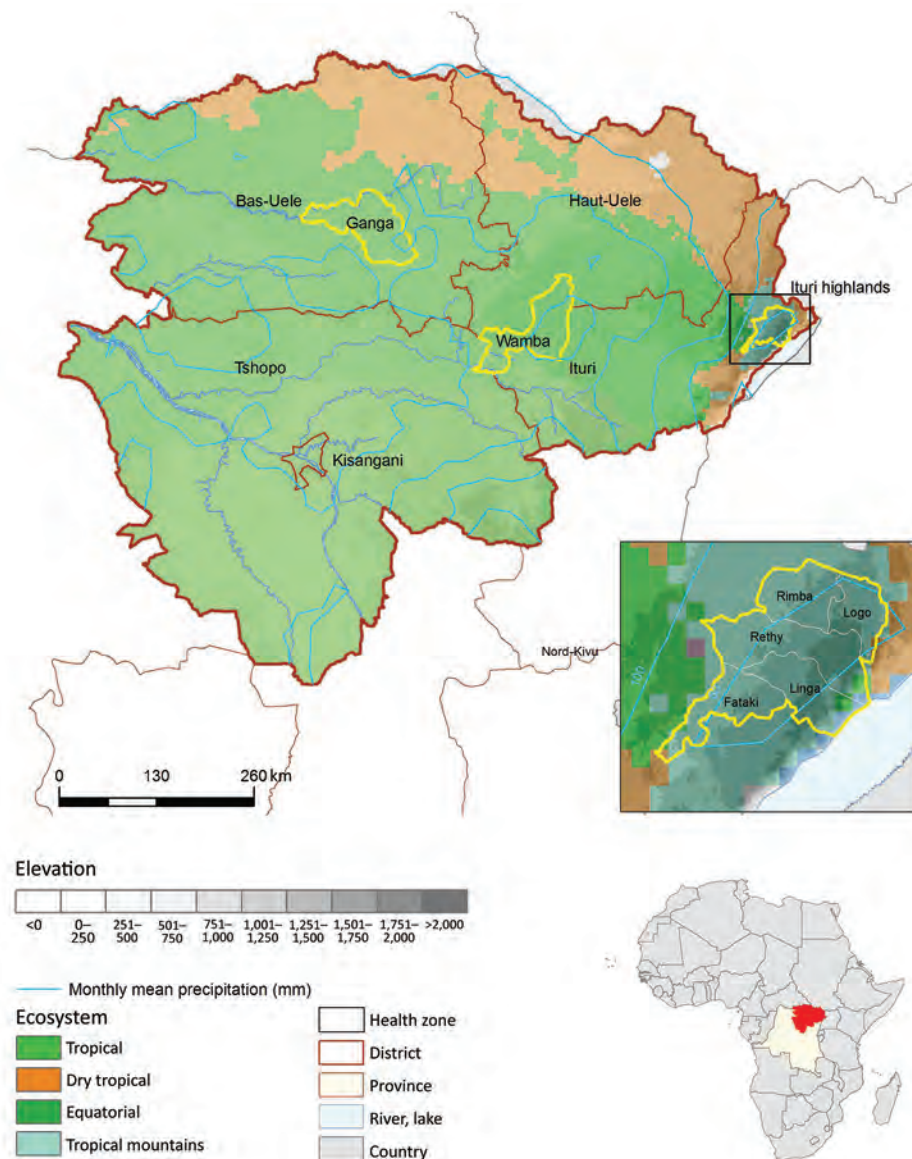 Bas-Uele
Haut-Uele
Ganga
Ituri highlands
Wamba
Tshopo
Ituri
Kisangani
Rimba
Logo
Rethy
Nord-Kivu
100
Linga
Fataki
0 130 260 km
Elevation
<0 0– 251– 501– 751– 1,001– 1,251– 1,501– 1,751– >2,000
250 500 750 1,000 1,250 1,500 1,750 2,000
Monthly mean precipitation (mm)
Ecosystem
Tropical
Dry tropical
Equatorial
Tropical mountains
Health zone
District
Province
River, lake
Country